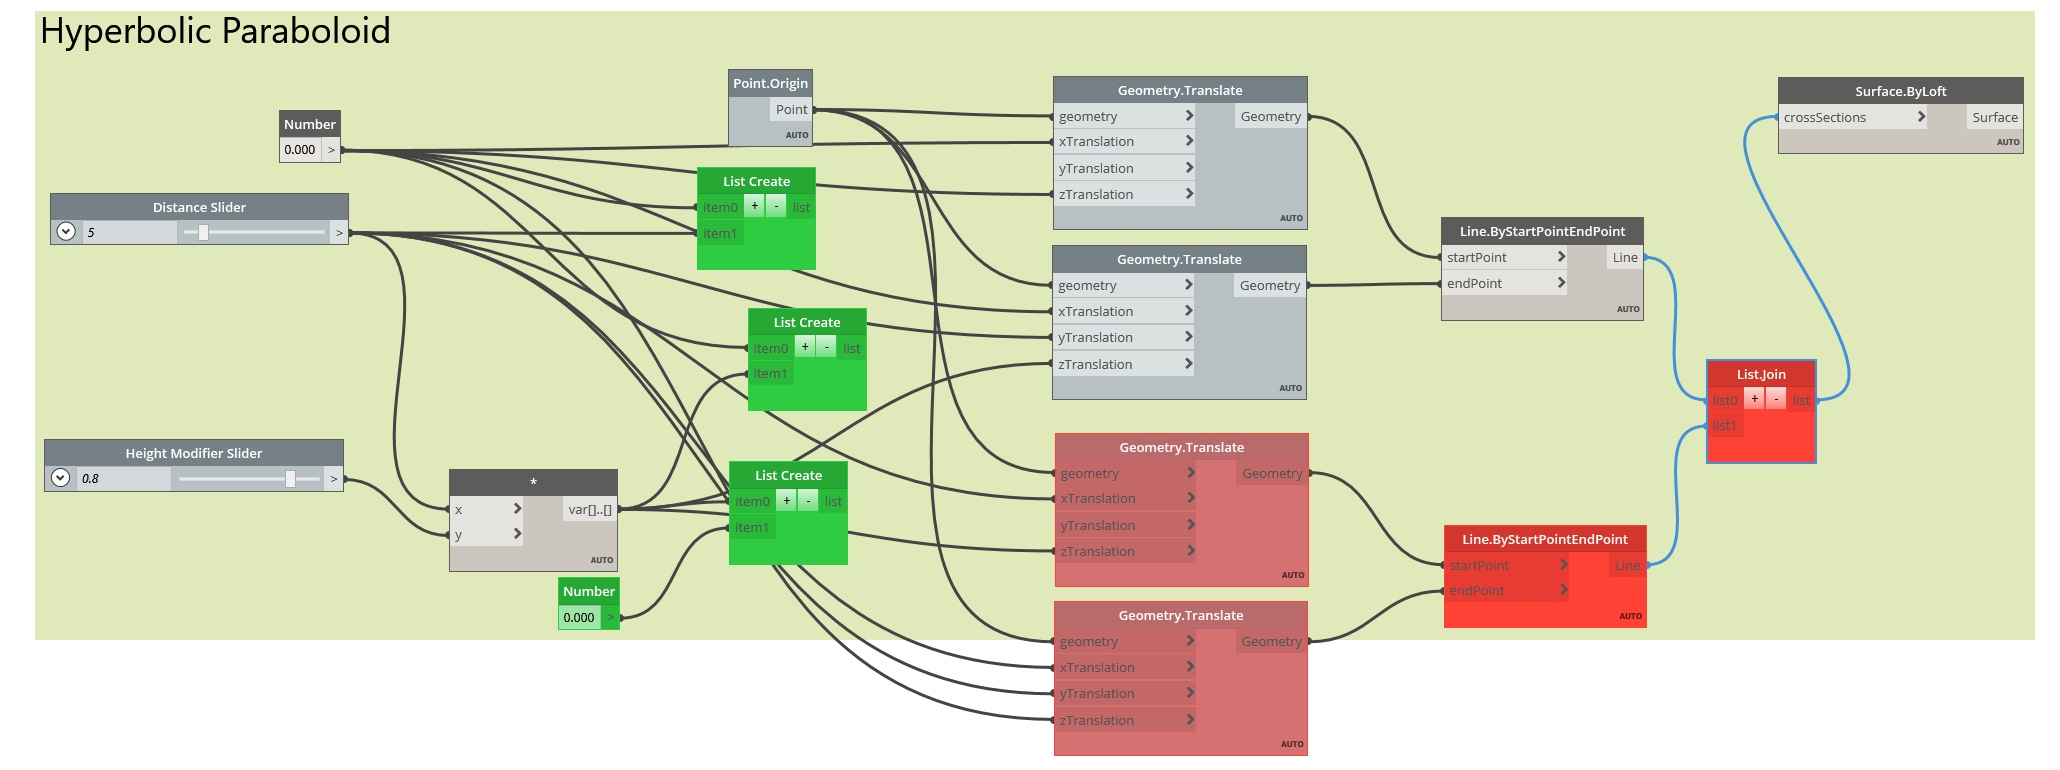 Hyperbolic Paraboloid
Number
0.000 >
Distance Slider
5 >
Height Modifier Slider
0.8 >
*
x > var[]..[]
y >
AUTO
Number
0.000 >
Point.Origin
Point
AUTO
List Create
item0 + - list
item1
List Create
item0 + - list
item1
List Create
item0 + - list
item1
Geometry.Translate
geometry > Geometry
xTranslation >
yTranslation >
zTranslation >
AUTO
Geometry.Translate
geometry > Geometry
xTranslation >
yTranslation >
zTranslation >
AUTO
Geometry.Translate
geometry > Geometry
xTranslation >
yTranslation >
zTranslation >
AUTO
Geometry.Translate
geometry > Geometry
xTranslation >
yTranslation >
zTranslation >
AUTO
Line.ByStartPointEndPoint
startPoint > Line
endPoint >
AUTO
Line.ByStartPointEndPoint
startPoint > Line
endPoint >
AUTO
List.Join
list0 + - list
list1
Surface.ByLoft
crossSections > Surface
AUTO